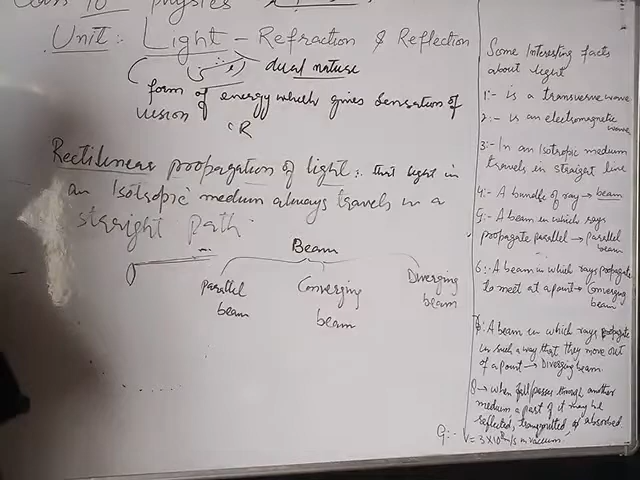 Class 10 Physics
Unit:- Light - Refraction & Reflection
dual nature
form of energy which gives sensation of
vision
Rectilinear propagation of light:. that light in
an Isotropic medium always travels in a
straight path.
Beam
Parallel beam
Converging beam
Diverging beam
Some Interesting facts
about light
1:- is a transverse wave
2:- is an electromagnetic
wave
3:- In an Isotropic medium
travels in straight line
4:- A bundle of ray → beam
5:- A beam in which rays
propagate parallel → parallel
beam
6:- A beam in which rays propagate
to meet at a point → Converging
beam
A beam in which rays propagate
in such a way that they move out
of a point → Diverging beam.
8 → when fall/passes through another
medium a part of it may be
reflected, transmitted, or absorbed.
9:- V = 3×10⁸ m/s in vacuum.